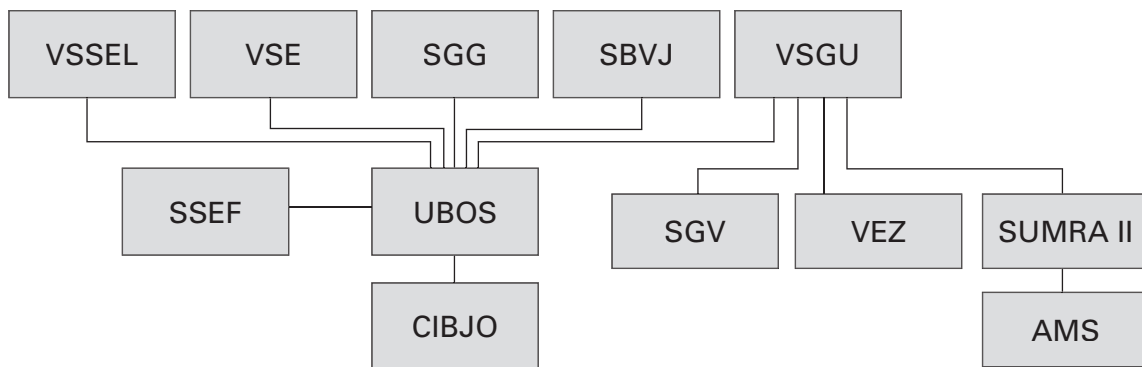 VSSEL
VSE
SGG
SBVJ
VSGU
SSEF
UBOS
SGV
VEZ
SUMRA II
CIBJO
AMS